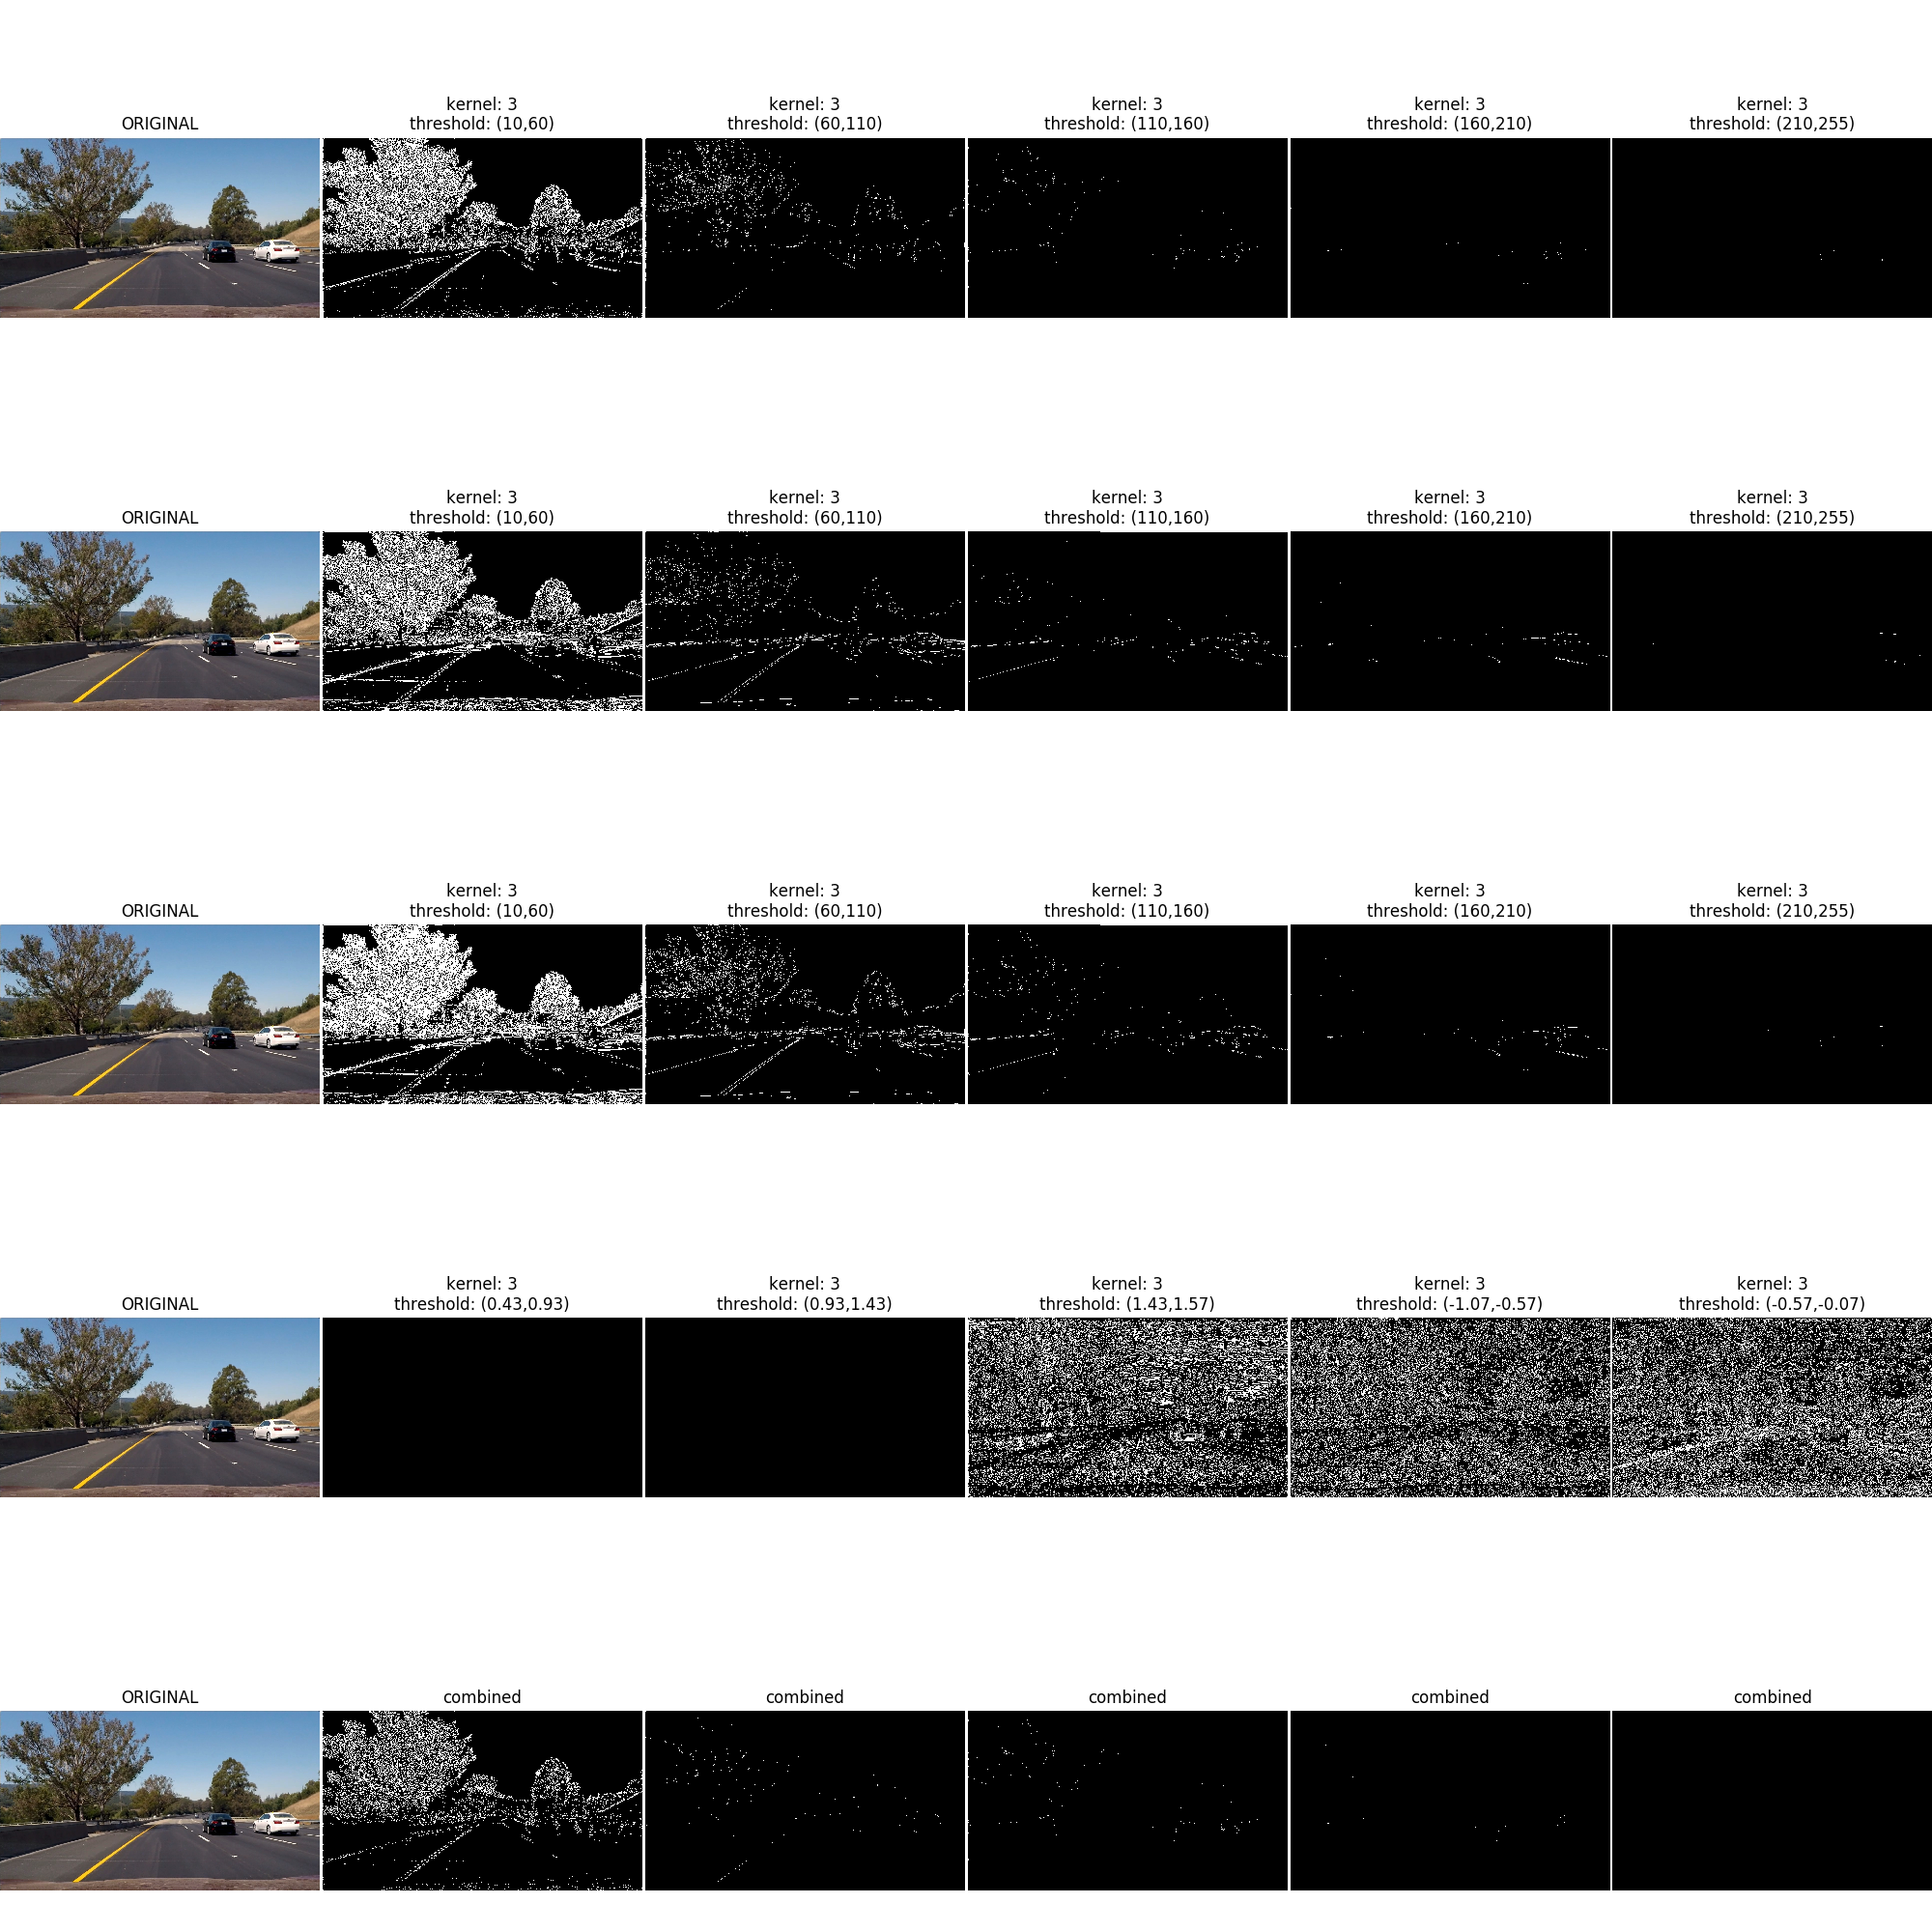 ORIGINAL
kernel: 3
threshold: (10,60)
kernel: 3
threshold: (60,110)
kernel: 3
threshold: (110,160)
kernel: 3
threshold: (160,210)
kernel: 3
threshold: (210,255)
ORIGINAL
kernel: 3
threshold: (10,60)
kernel: 3
threshold: (60,110)
kernel: 3
threshold: (110,160)
kernel: 3
threshold: (160,210)
kernel: 3
threshold: (210,255)
ORIGINAL
kernel: 3
threshold: (10,60)
kernel: 3
threshold: (60,110)
kernel: 3
threshold: (110,160)
kernel: 3
threshold: (160,210)
kernel: 3
threshold: (210,255)
ORIGINAL
kernel: 3
threshold: (0.43,0.93)
kernel: 3
threshold: (0.93,1.43)
kernel: 3
threshold: (1.43,1.57)
kernel: 3
threshold: (-1.07,-0.57)
kernel: 3
threshold: (-0.57,-0.07)
ORIGINAL
combined
combined
combined
combined
combined